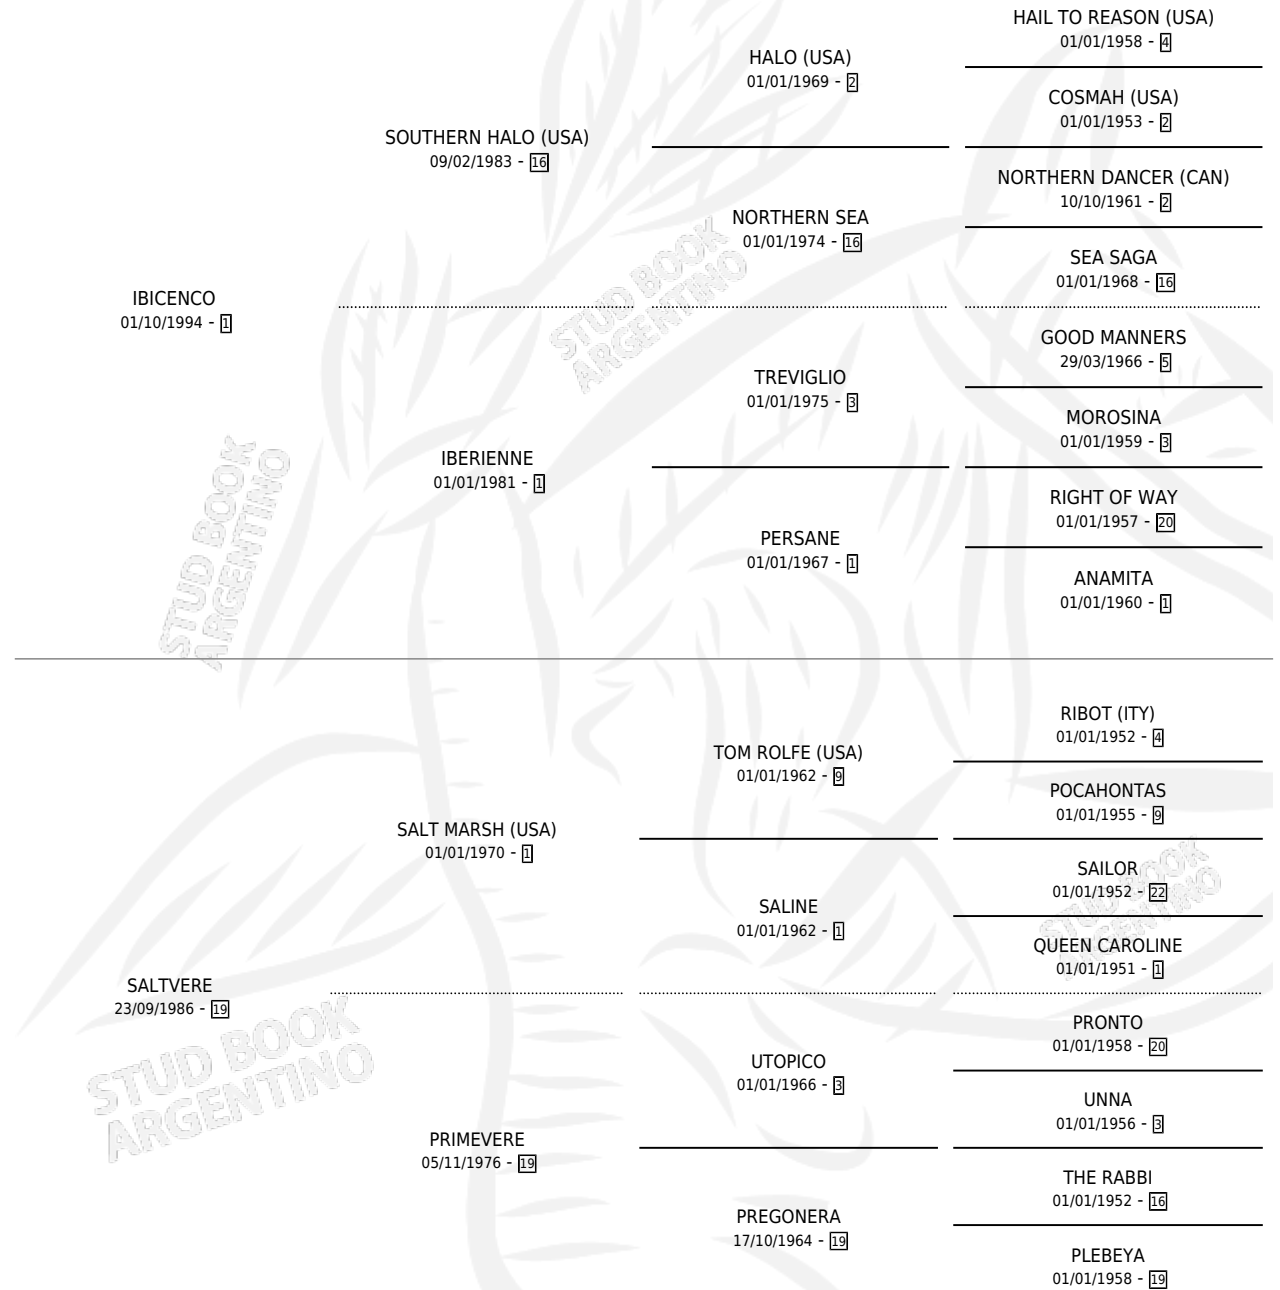 HAIL TO REASON (USA)
01/01/1958 - 4
HALO (USA)
01/01/1969 - 2
COSMAH (USA)
01/01/1953 - 2
SOUTHERN HALO (USA)
09/02/1983 - 16
NORTHERN DANCER (CAN)
10/10/1961 - 2
NORTHERN SEA
01/01/1974 - 16
SEA SAGA
01/01/1968 - 16
IBICENCO
01/10/1994 - 1
STUD BOOK
ARGENTINO
GOOD MANNERS
29/03/1966 - 5
TREVIGLIO
01/01/1975 - 3
MOROSINA
01/01/1959 - 3
IBERIENNE
01/01/1981 - 1
RIGHT OF WAY
01/01/1957 - 20
PERSANE
01/01/1967 - 1
ANAMITA
01/01/1960 - 1
STUD BOOK
ARGENTINO
RIBOT (ITY)
01/01/1952 - 4
TOM ROLFE (USA)
01/01/1962 - 9
POCAHONTAS
01/01/1955 - 9
SALT MARSH (USA)
01/01/1970 - 1
SAILOR
01/01/1952 - 22
SALINE
01/01/1962 - 1
QUEEN CAROLINE
01/01/1951 - 1
STUD BOOK
ARGENTINO
SALTVERE
23/09/1986 - 19
PRONTO
01/01/1958 - 20
UTOPICO
01/01/1966 - 3
UNNA
01/01/1956 - 3
STUD BOOK
ARGENTINO
PRIMEVERE
05/11/1976 - 19
THE RABBI
01/01/1952 - 16
PREGONERA
17/10/1964 - 19
PLEBEYA
01/01/1958 - 19